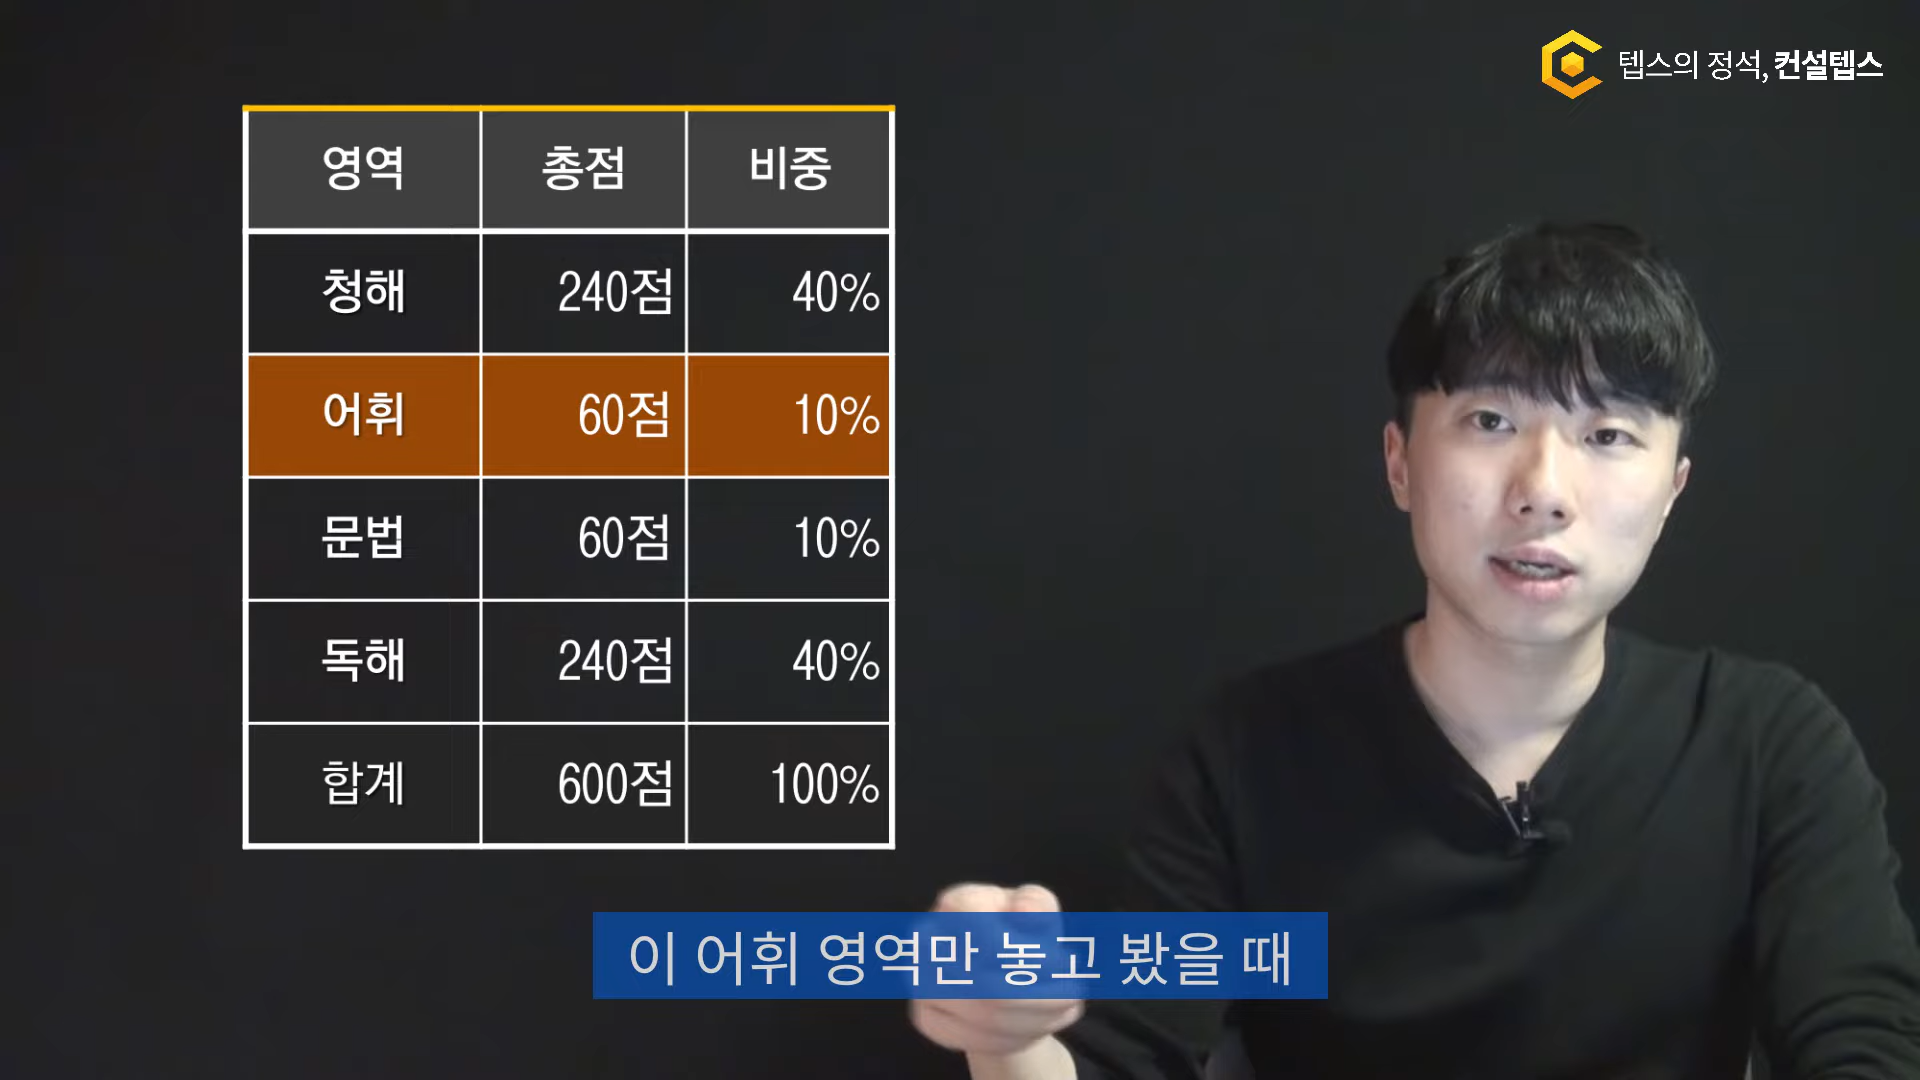 텝스의 정석, 컨설텝스
영역 총점 비중
청해 240점 40%
어휘 60점 10%
문법 60점 10%
독해 240점 40%
합계 600점 100%
이 어휘 영역만 놓고 봤을 때